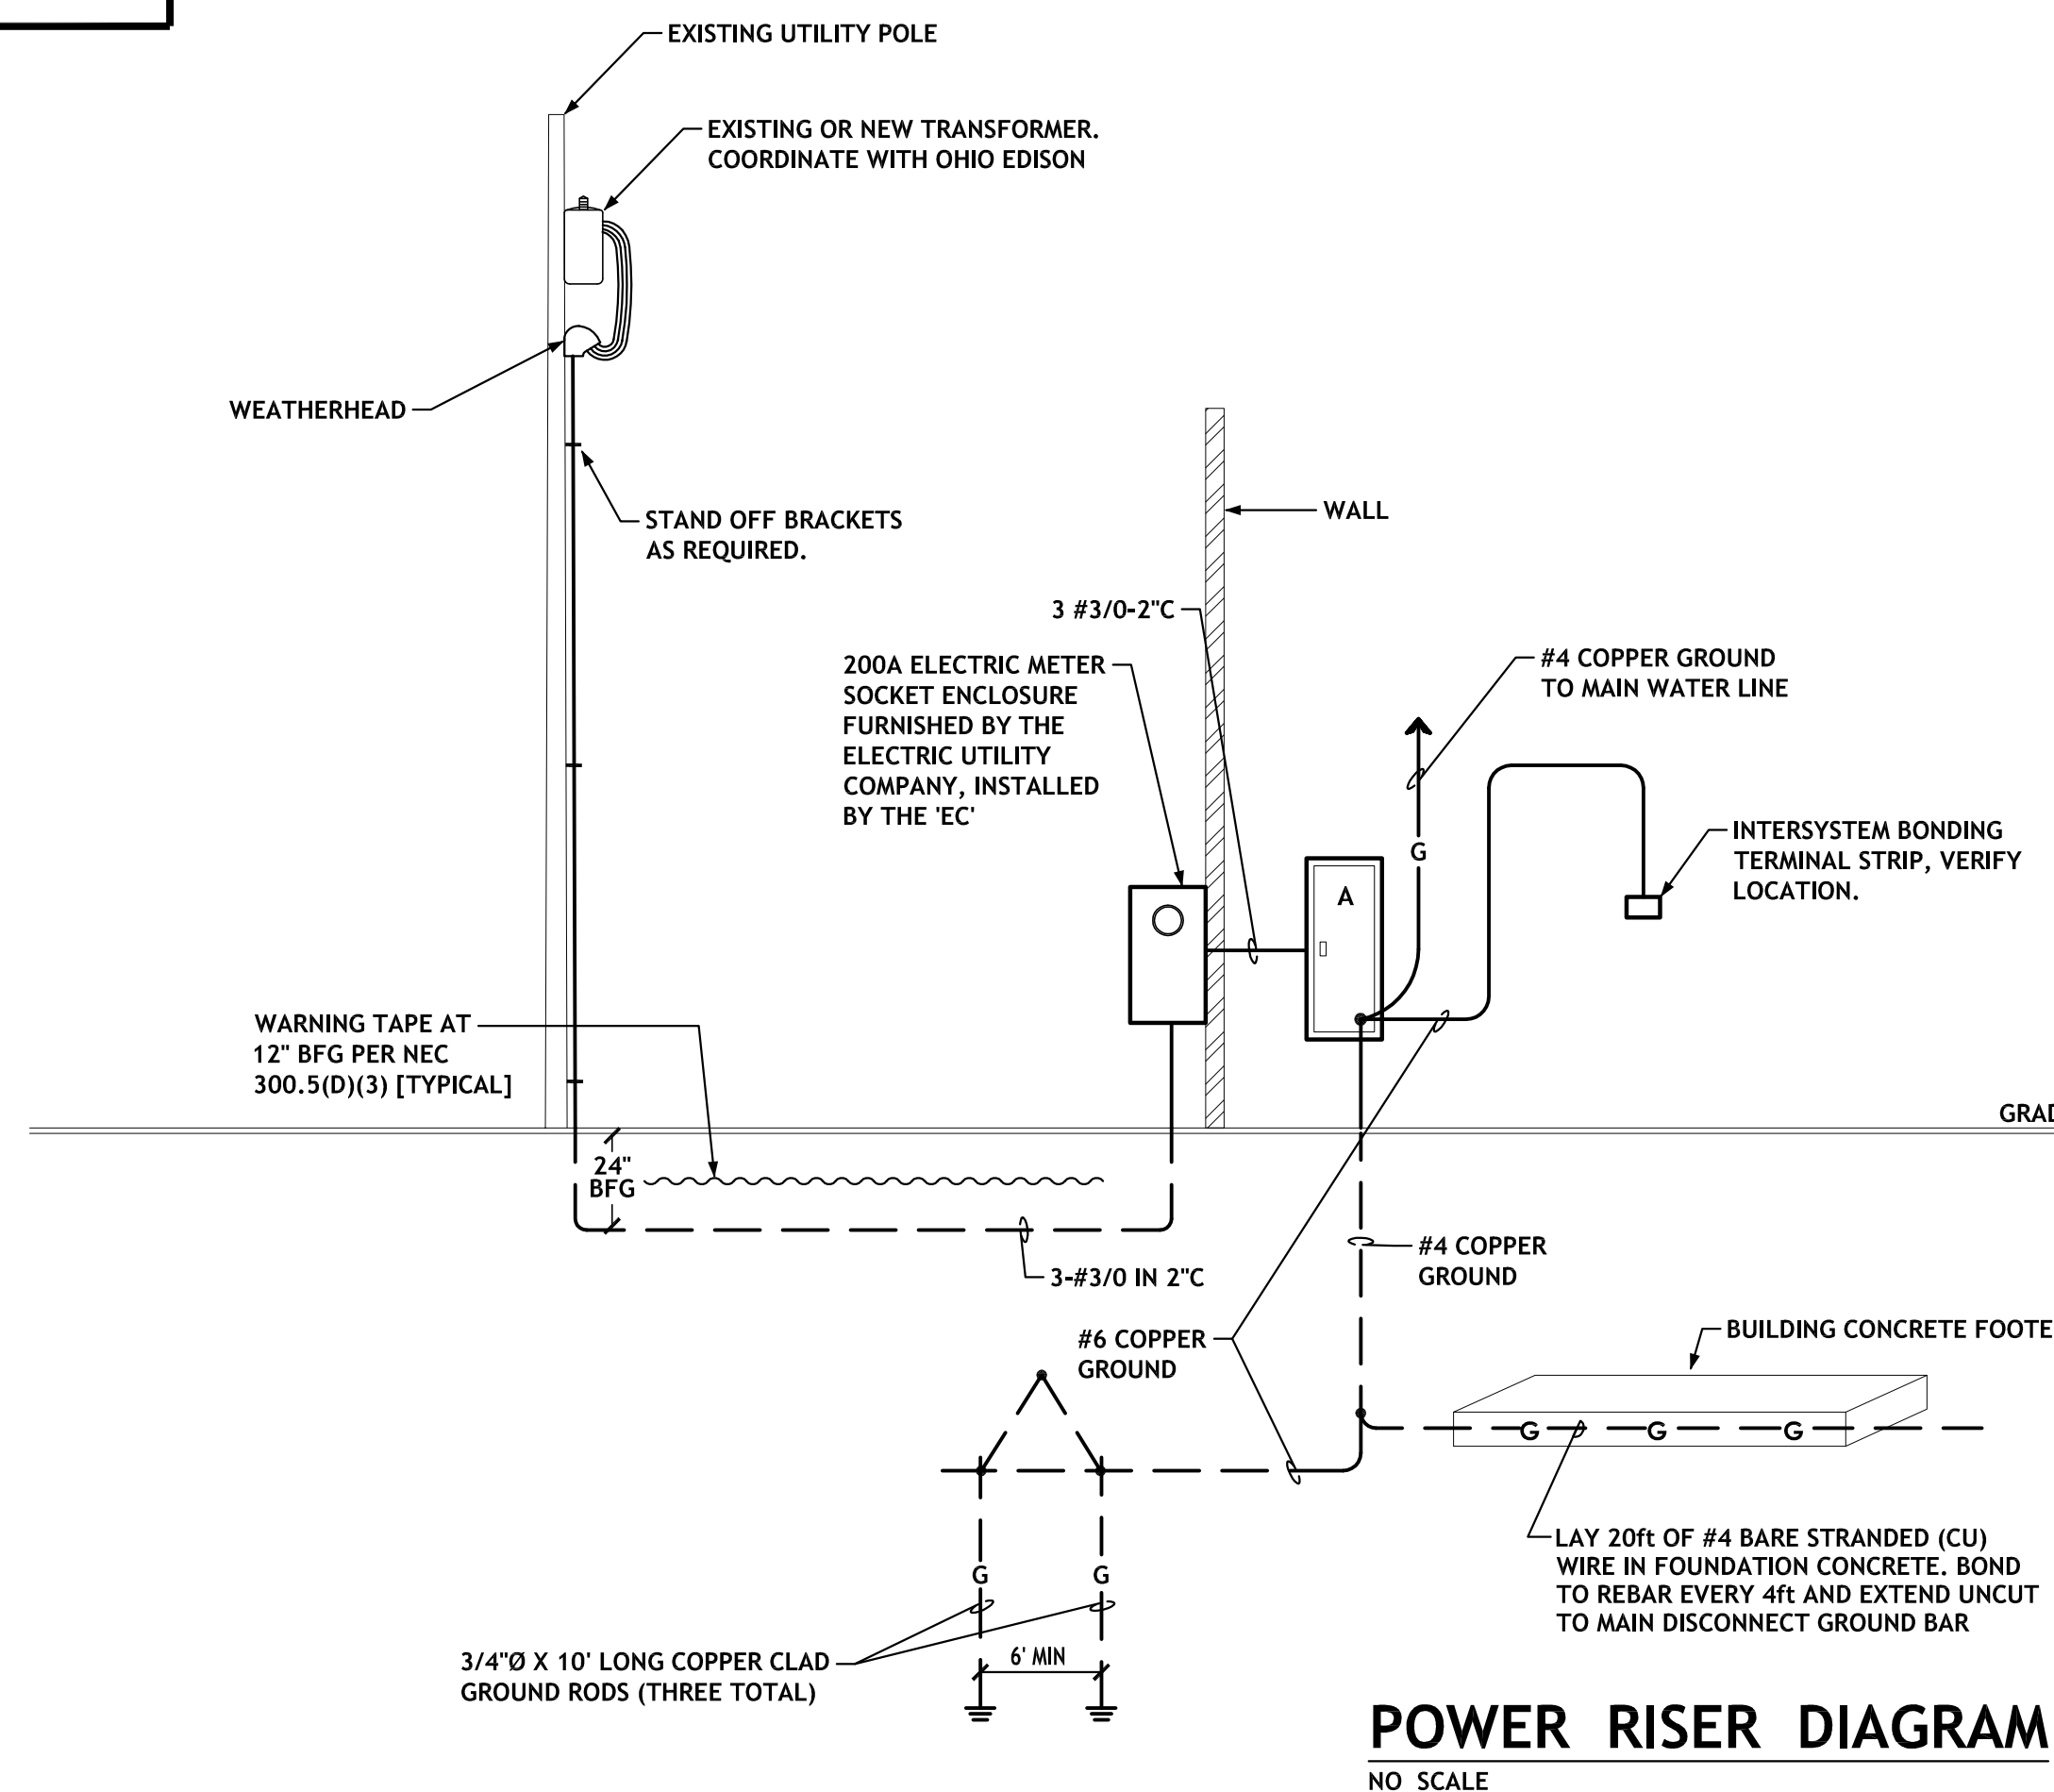 EXISTING UTILITY POLE
EXISTING OR NEW TRANSFORMER.
COORDINATE WITH OHIO EDISON
WEATHERHEAD
STAND OFF BRACKETS
AS REQUIRED.
WALL
3 #3/0-2"C
200A ELECTRIC METER
SOCKET ENCLOSURE
FURNISHED BY THE
ELECTRIC UTILITY
COMPANY, INSTALLED
BY THE 'EC'
#4 COPPER GROUND
TO MAIN WATER LINE
G
A
INTERSYSTEM BONDING
TERMINAL STRIP, VERIFY
LOCATION.
WARNING TAPE AT
12" BFG PER NEC
300.5(D)(3) [TYPICAL]
GRAD
24"
BFG
3-#3/0 IN 2"C
#4 COPPER
GROUND
#6 COPPER
GROUND
BUILDING CONCRETE FOOTE
G G G
LAY 20ft OF #4 BARE STRANDED (CU)
WIRE IN FOUNDATION CONCRETE. BOND
TO REBAR EVERY 4ft AND EXTEND UNCUT
TO MAIN DISCONNECT GROUND BAR
G G
6' MIN
3/4"Ø X 10' LONG COPPER CLAD
GROUND RODS (THREE TOTAL)
POWER RISER DIAGRAM
NO SCALE